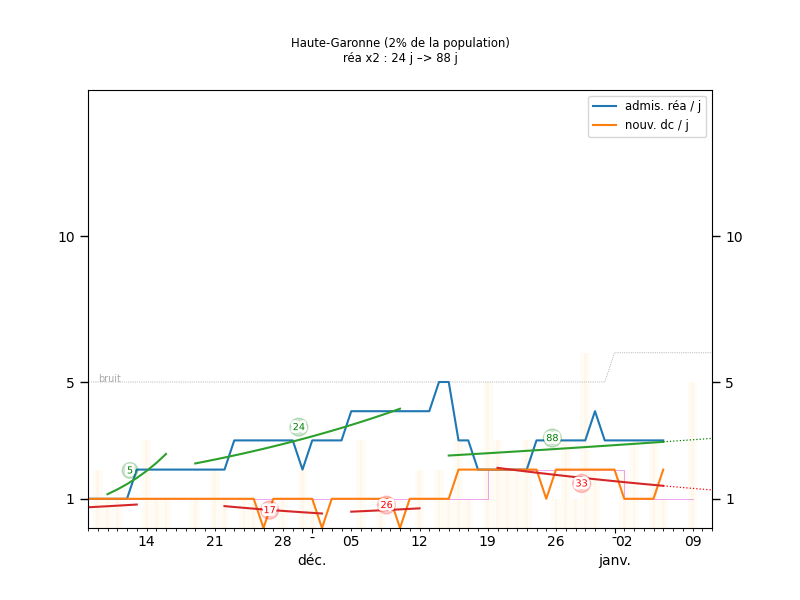 Haute-Garonne (2% de la population)
réa x2 : 24 j –> 88 j
admis. réa / j
nouv. dc / j
10 10
bruit
5 5
24
88
5
33
26
17
1 1
14 21 28 - 05 12 19 26 - 02 09
déc. janv.